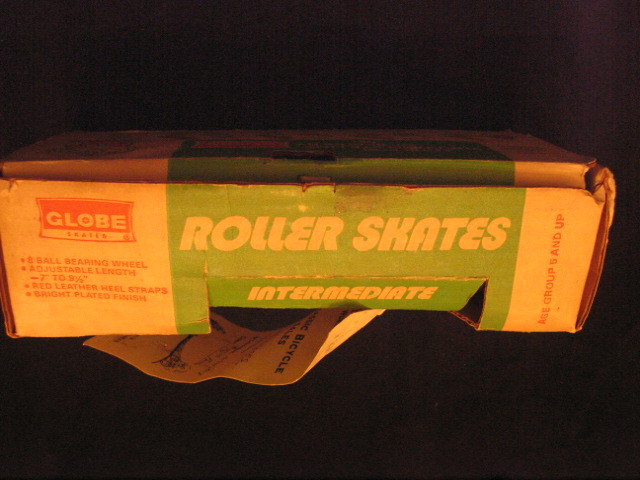 GLOBE
SKATES
ROLLER SKATES
• 8 BALL BEARING WHEEL
• ADJUSTABLE LENGTH
— 7" TO 9½"
• RED LEATHER HEEL STRAPS
• BRIGHT PLATED FINISH
INTERMEDIATE
AGE GROUP 5 AND UP
BICYCLE